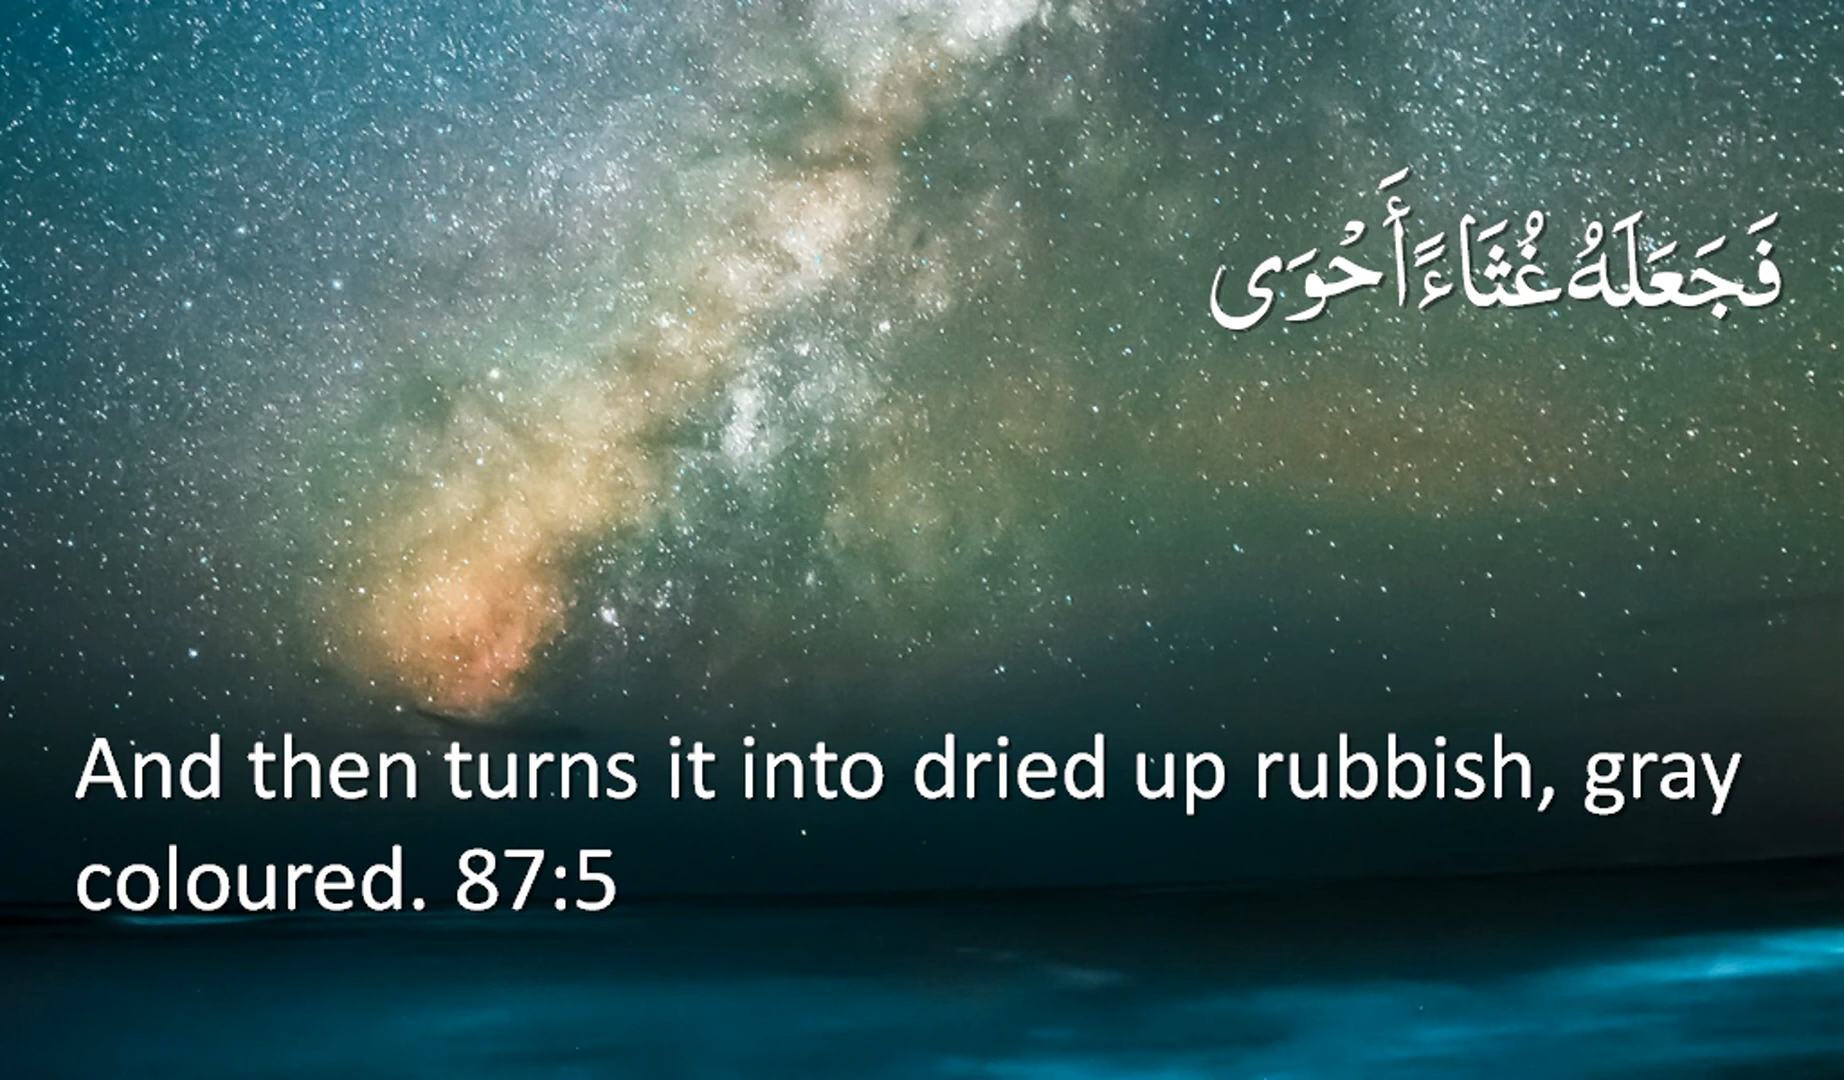 فَجَعَلَهُ غُثَاءً أَحْوَى
And then turns it into dried up rubbish, gray
coloured. 87:5